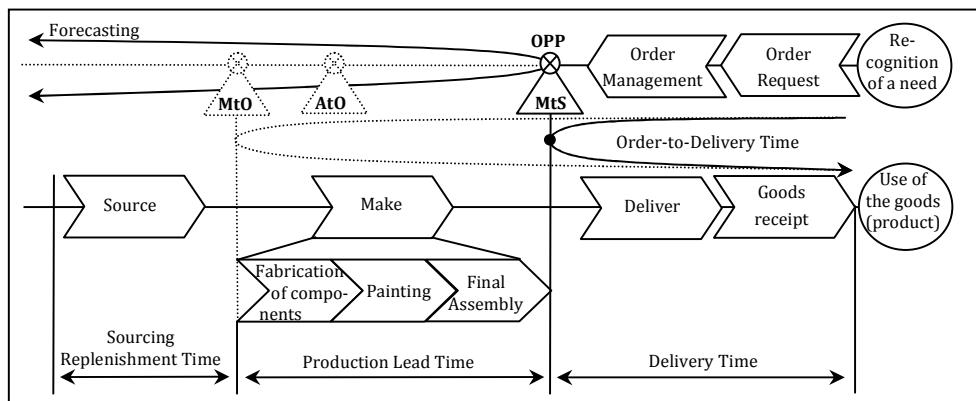 Forecasting
OPP
Order
Management
Order
Request
Re-
cognition
of a need
MtO
AtO
MtS
Order-to-Delivery Time
Source
Make
Deliver
Goods
receipt
Use of
the goods
(product)
Fabrication
of compo-
nents
Painting
Final
Assembly
Sourcing
Replenishment Time
Production Lead Time
Delivery Time